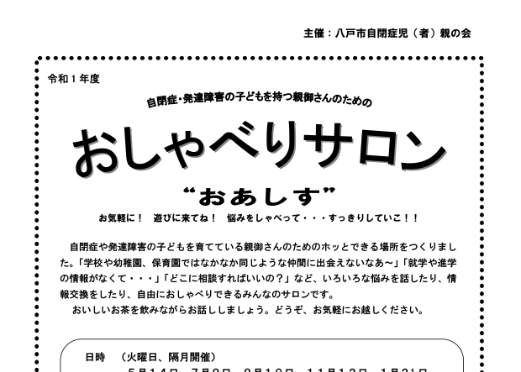 主催：八戸市自閉症児（者）親の会
令和１年度
自閉症・発達障害の子どもを持つ親御さんのための
おしゃべりサロン
“おあしす”
お気軽に！　遊びに来てね！　悩みをしゃべって・・・すっきりしていこ！！
自閉症や発達障害の子どもを育てている親御さんのためのホッとできる場所をつくりまし
た。「学校や幼稚園、保育園ではなかなか同じような仲間に出会えないなあ～」「就学や進学
の情報がなくて・・・」「どこに相談すればいいの？」など、いろいろな悩みを話したり、情
報交換をしたり、自由におしゃべりできるみんなのサロンです。
おいしいお茶を飲みながらお話ししましょう。どうぞ、お気軽にお越しください。
日時　（火曜日、隔月開催）